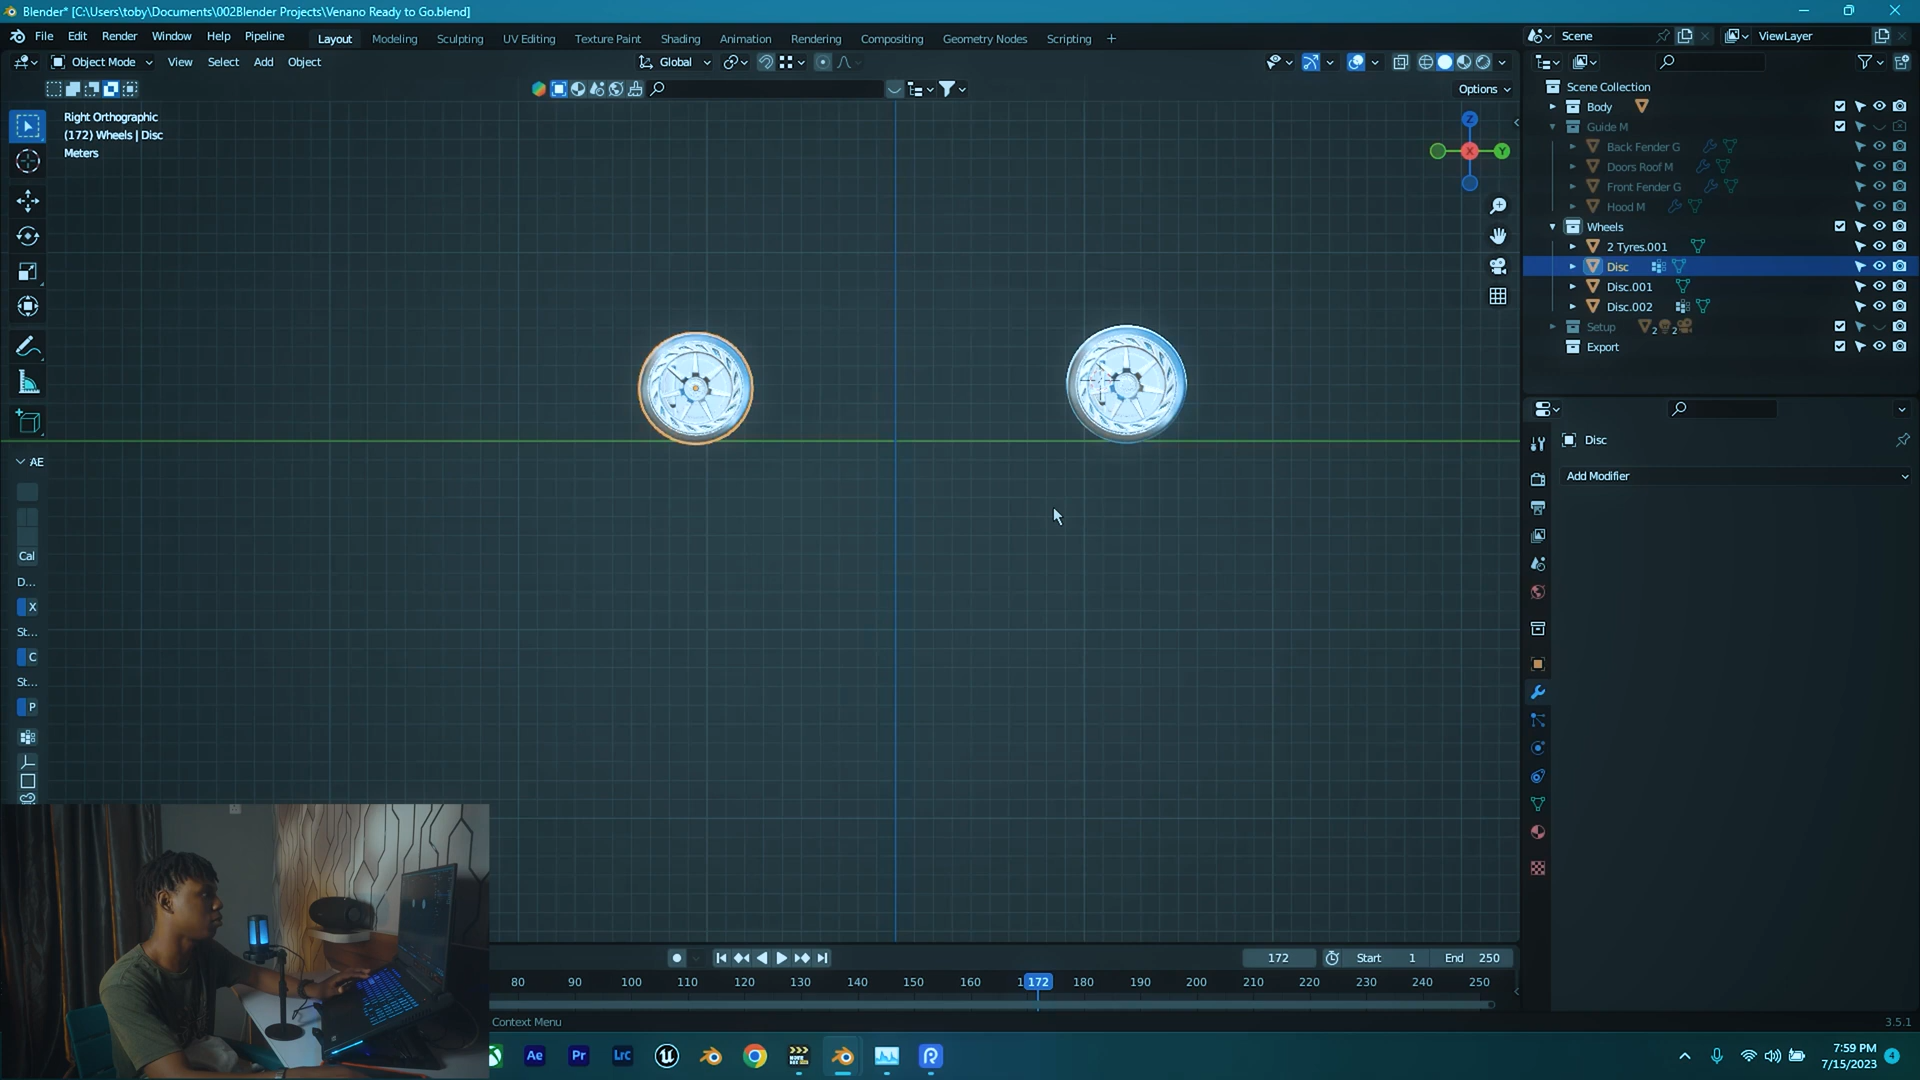 Blender* [C:\Users\toby\Documents\002Blender Projects\Venano Ready to Go.blend]
File Edit Render Window Help Pipeline Layout Modeling Sculpting UV Editing Texture Paint Shading Animation Rendering Compositing Geometry Nodes Scripting + Scene ViewLayer
Object Mode View Select Add Object Global
Options
Right Orthographic
(172) Wheels | Disc
Meters
Z
X
Y
Scene Collection
Body
Guide M
Back Fender G
Doors Roof M
Front Fender G
Hood M
Wheels
2 Tyres.001
Disc
Disc.001
Disc.002
Setup 2 2
Export
Disc
Add Modifier
AE
Cal
D...
X
St...
C
St...
P
172 Start 1 End 250
80 90 100 110 120 130 140 150 160 1 172 180 190 200 210 220 230 240 250
Context Menu
3.5.1
Ae Pr Lrc
7:59 PM
7/15/2023
4